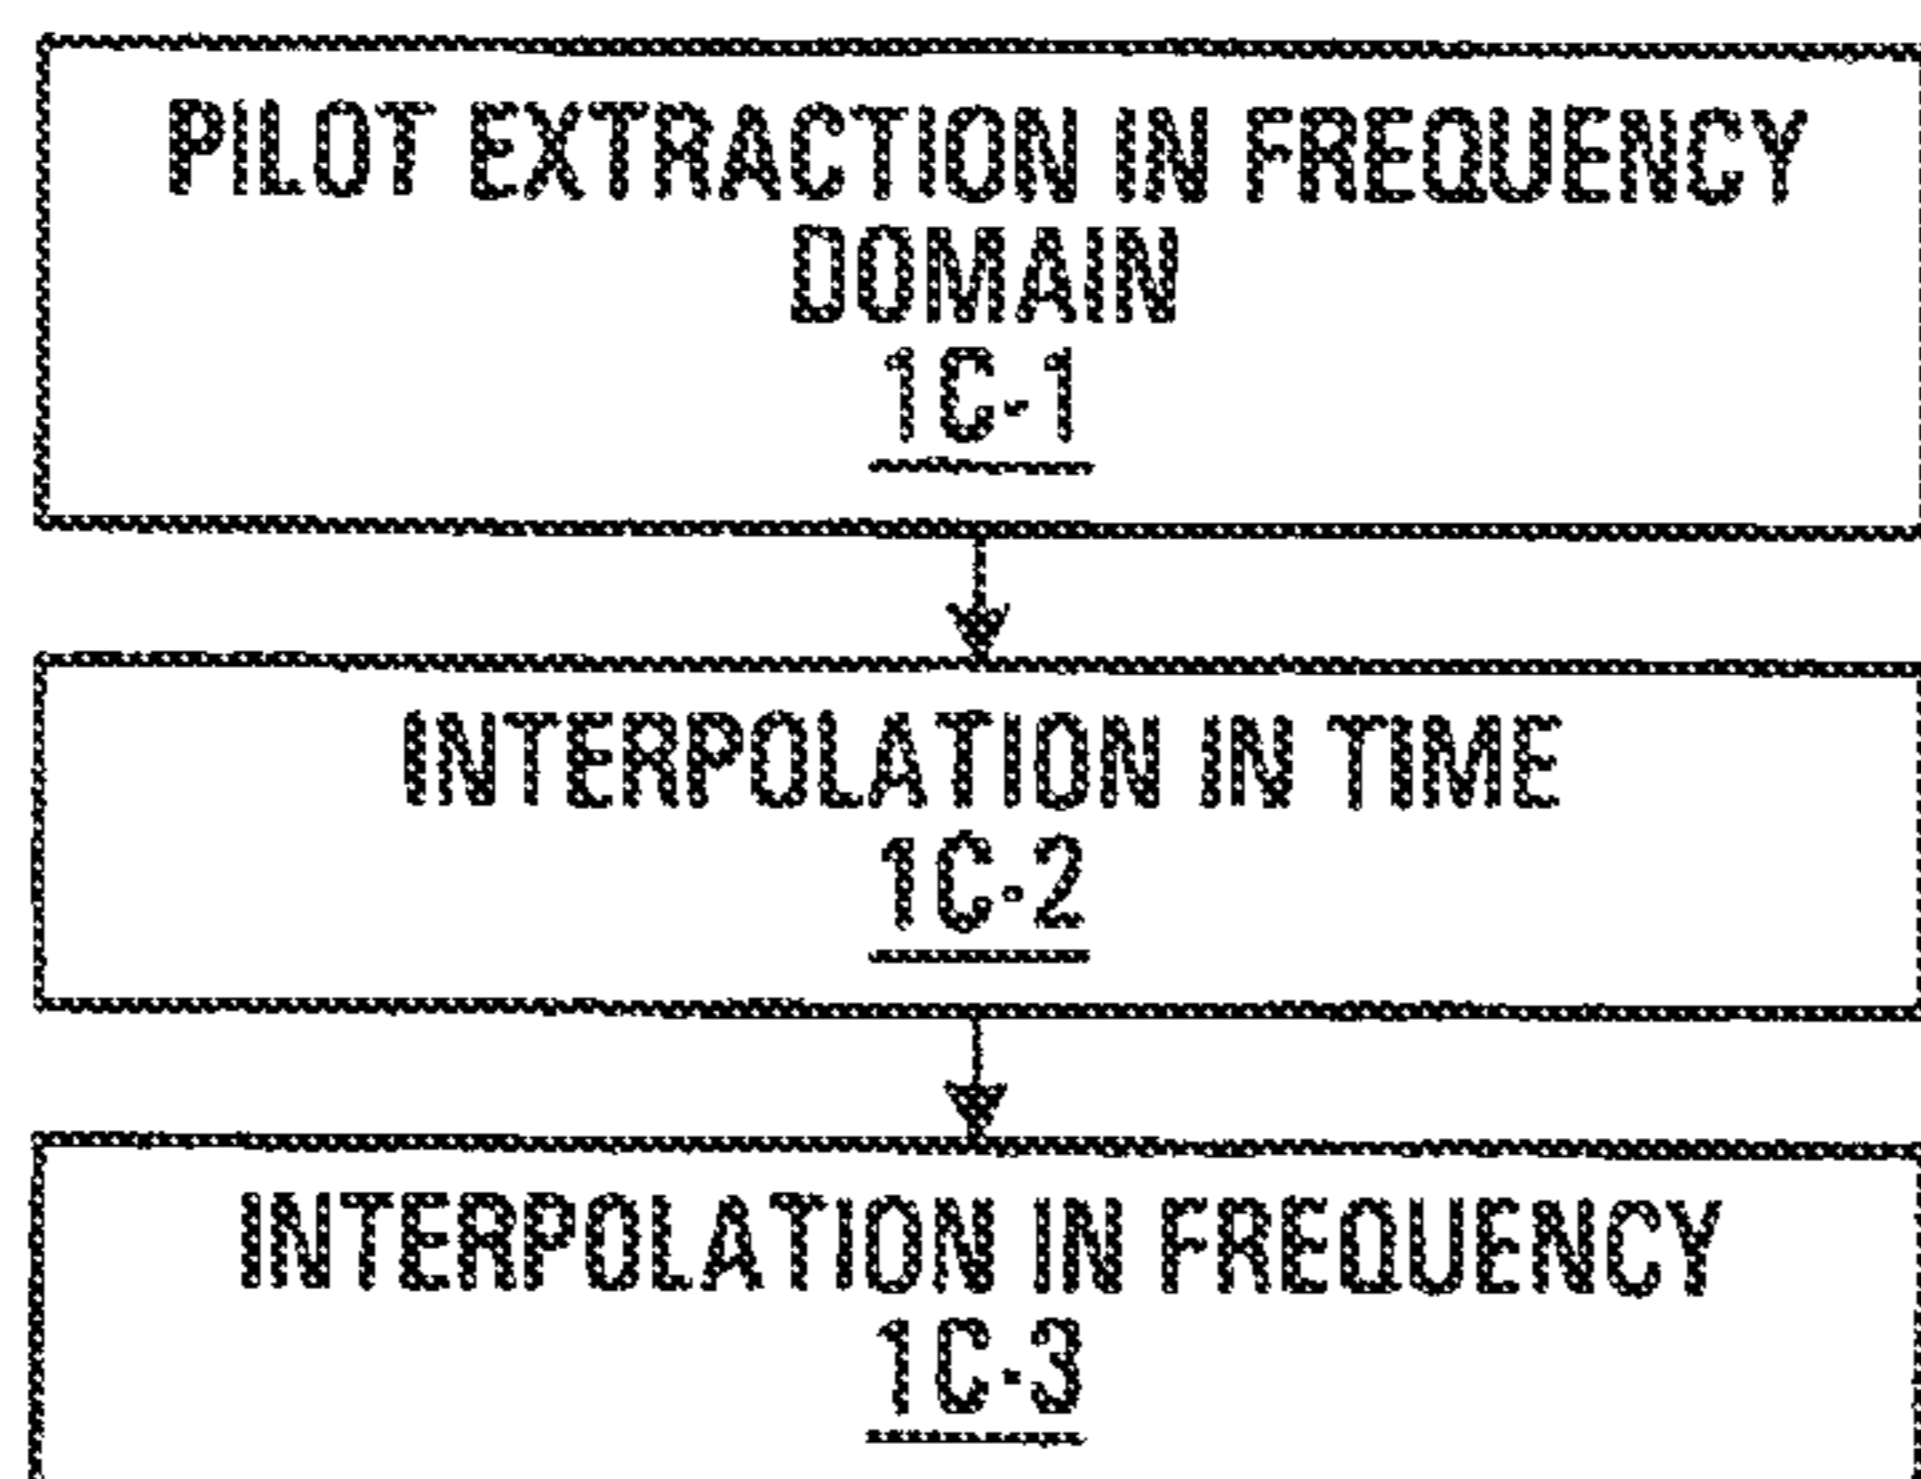 PILOT EXTRACTION IN FREQUENCY
DOMAIN
1C-1
INTERPOLATION IN TIME
1C-2
INTERPOLATION IN FREQUENCY
1C-3